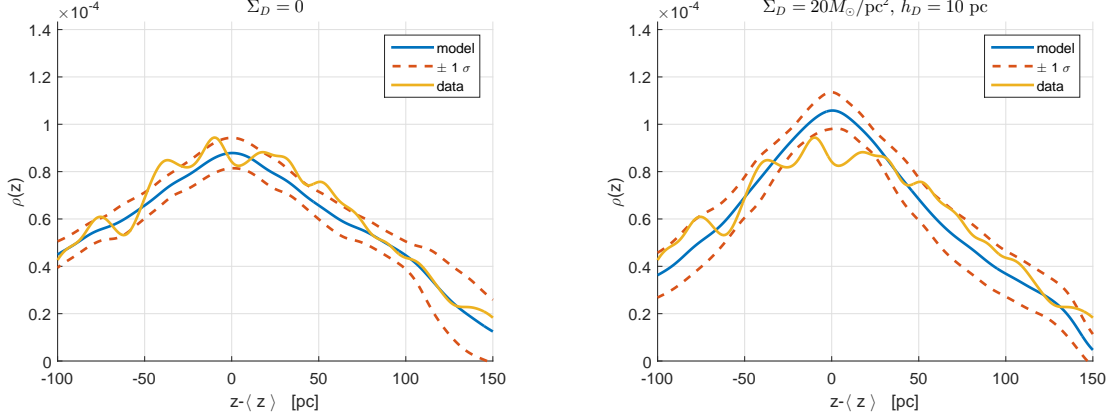 Σ_D = 0
×10^-4
1.4
1.2
1
0.8
0.6
0.4
0.2
0
ρ(z)
-100 -50 0 50 100 150
z-⟨ z ⟩ [pc]
model
± 1 σ
data
Σ_D = 20M_⊙/pc², h_D = 10 pc
×10^-4
1.4
1.2
1
0.8
0.6
0.4
0.2
0
ρ(z)
-100 -50 0 50 100 150
z-⟨ z ⟩ [pc]
model
± 1 σ
data